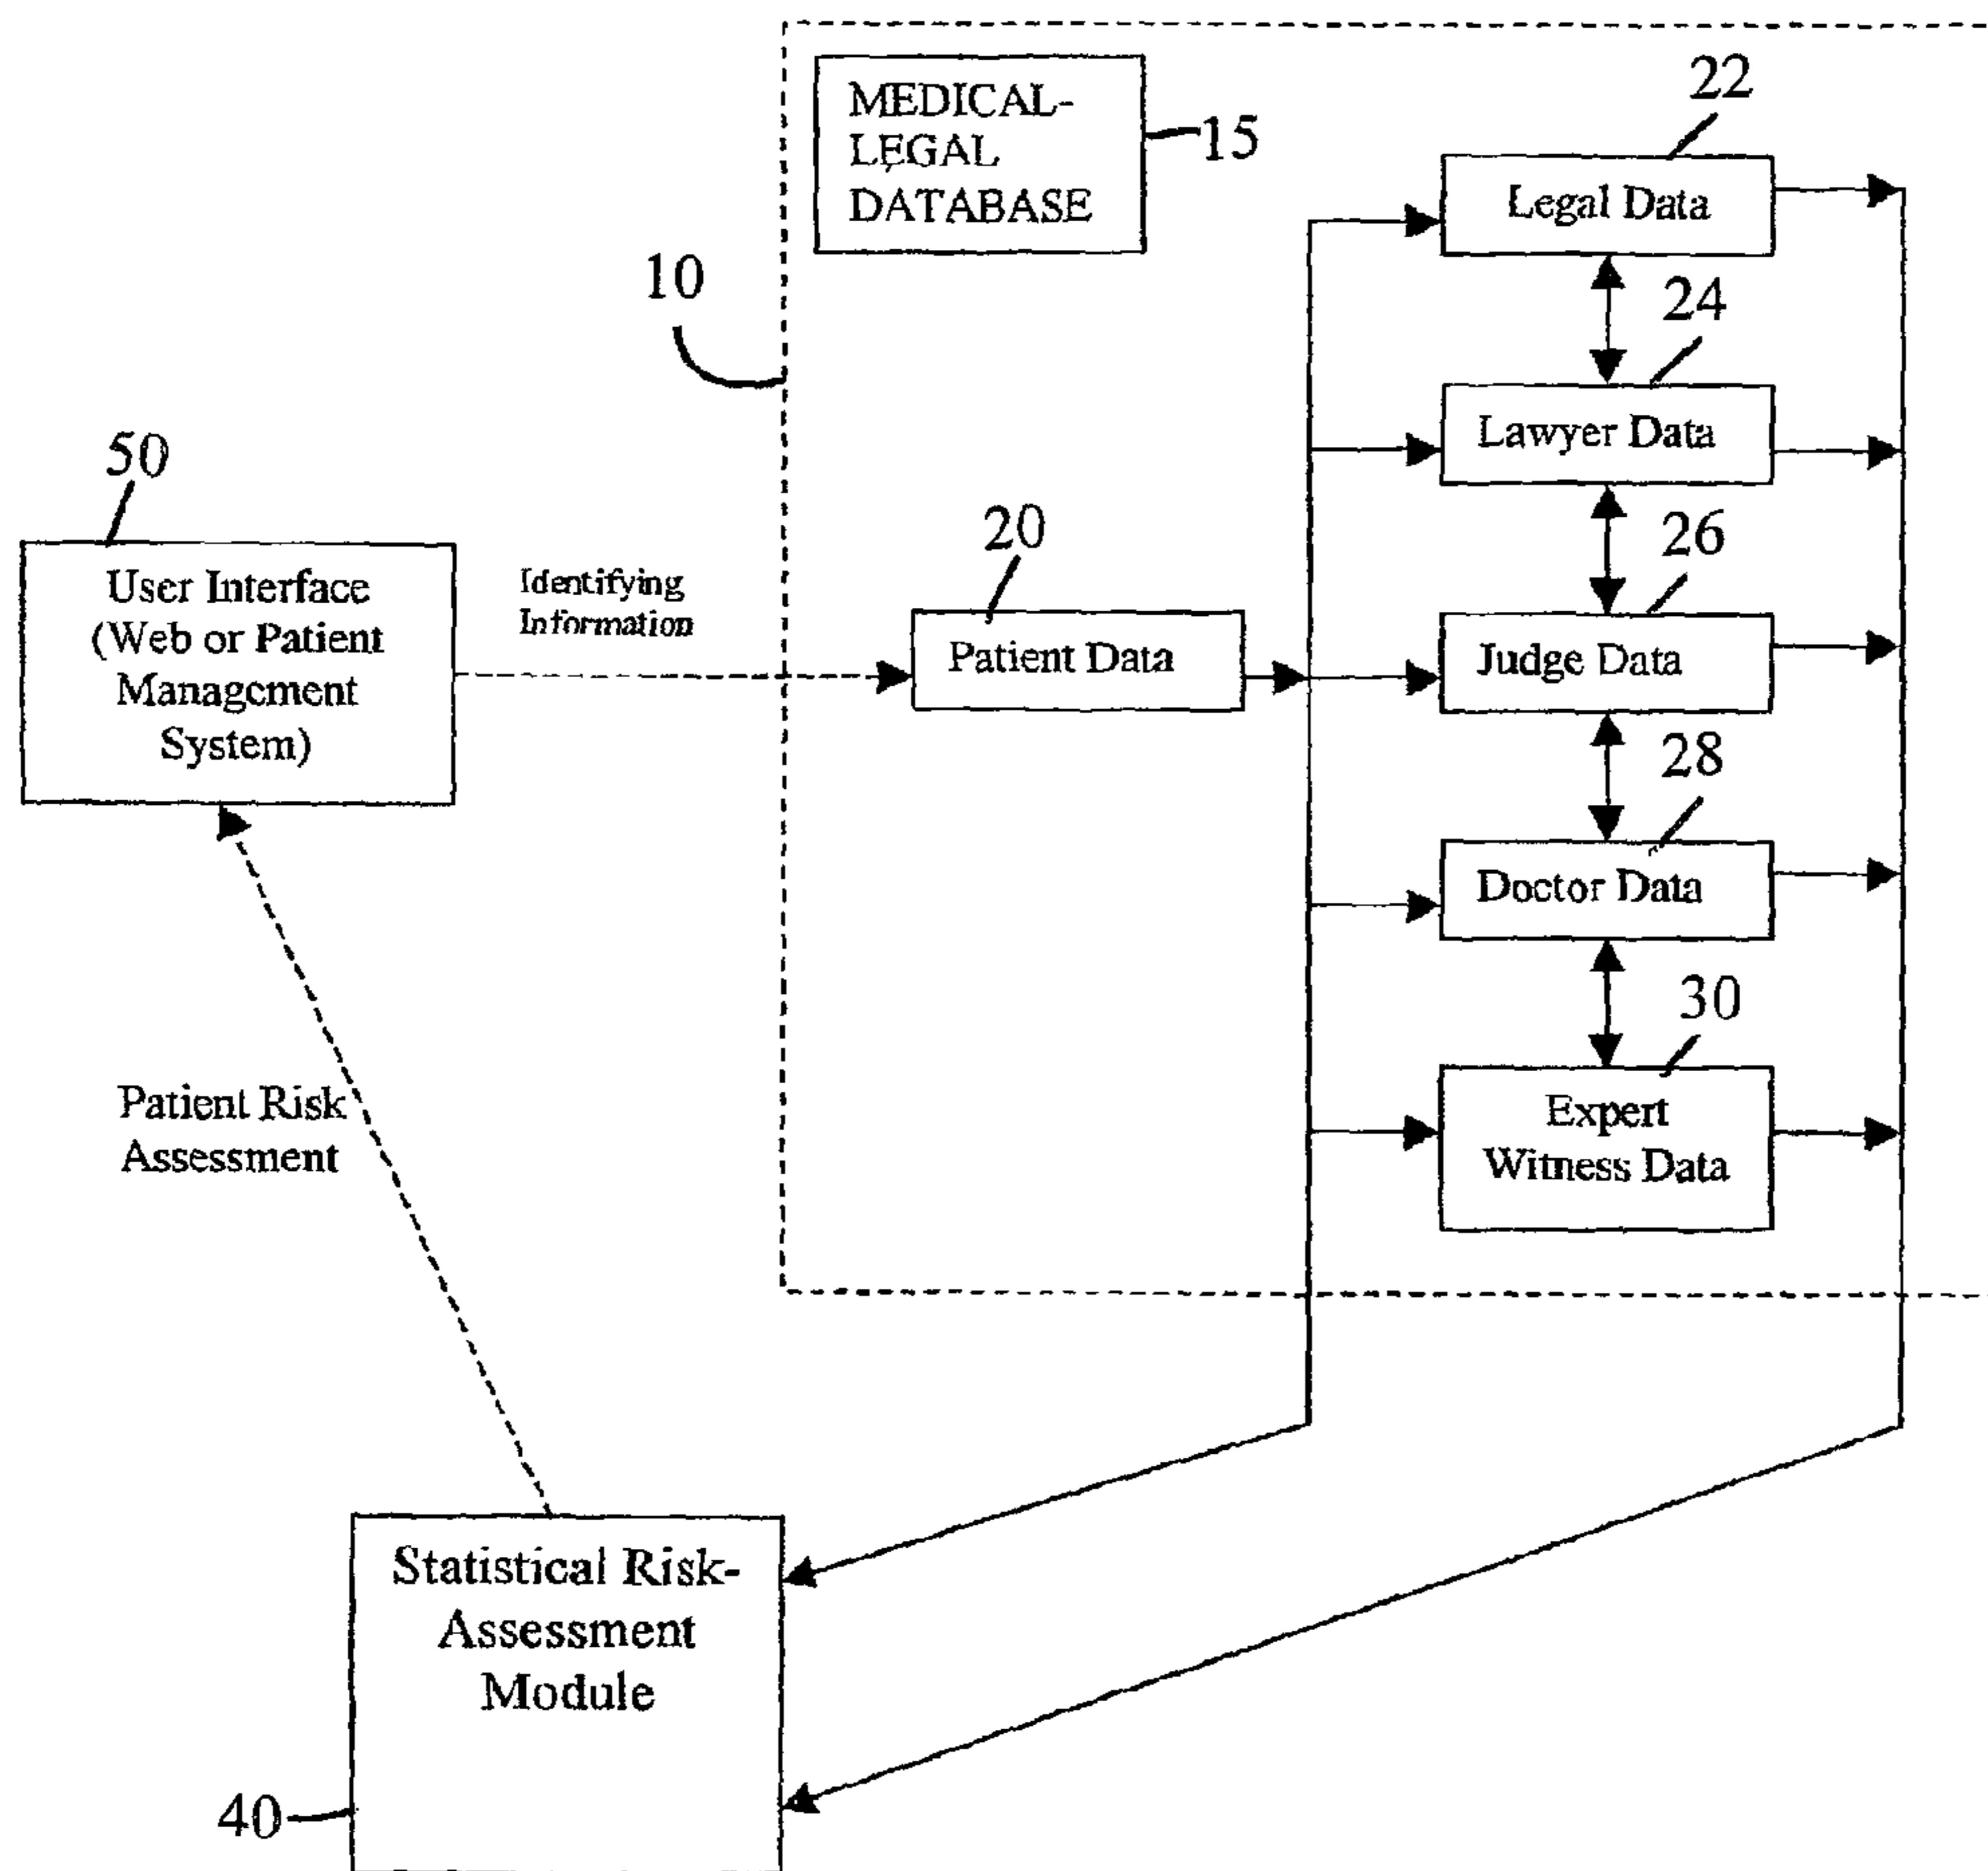 MEDICAL-
LEGAL
DATABASE
15
22
Legal Data
10
24
Lawyer Data
50
User Interface
(Web or Patient
Management
System)
Identifying
Information
20
Patient Data
26
Judge Data
28
Doctor Data
30
Expert
Witness Data
Patient Risk
Assessment
Statistical Risk-
Assessment
Module
40